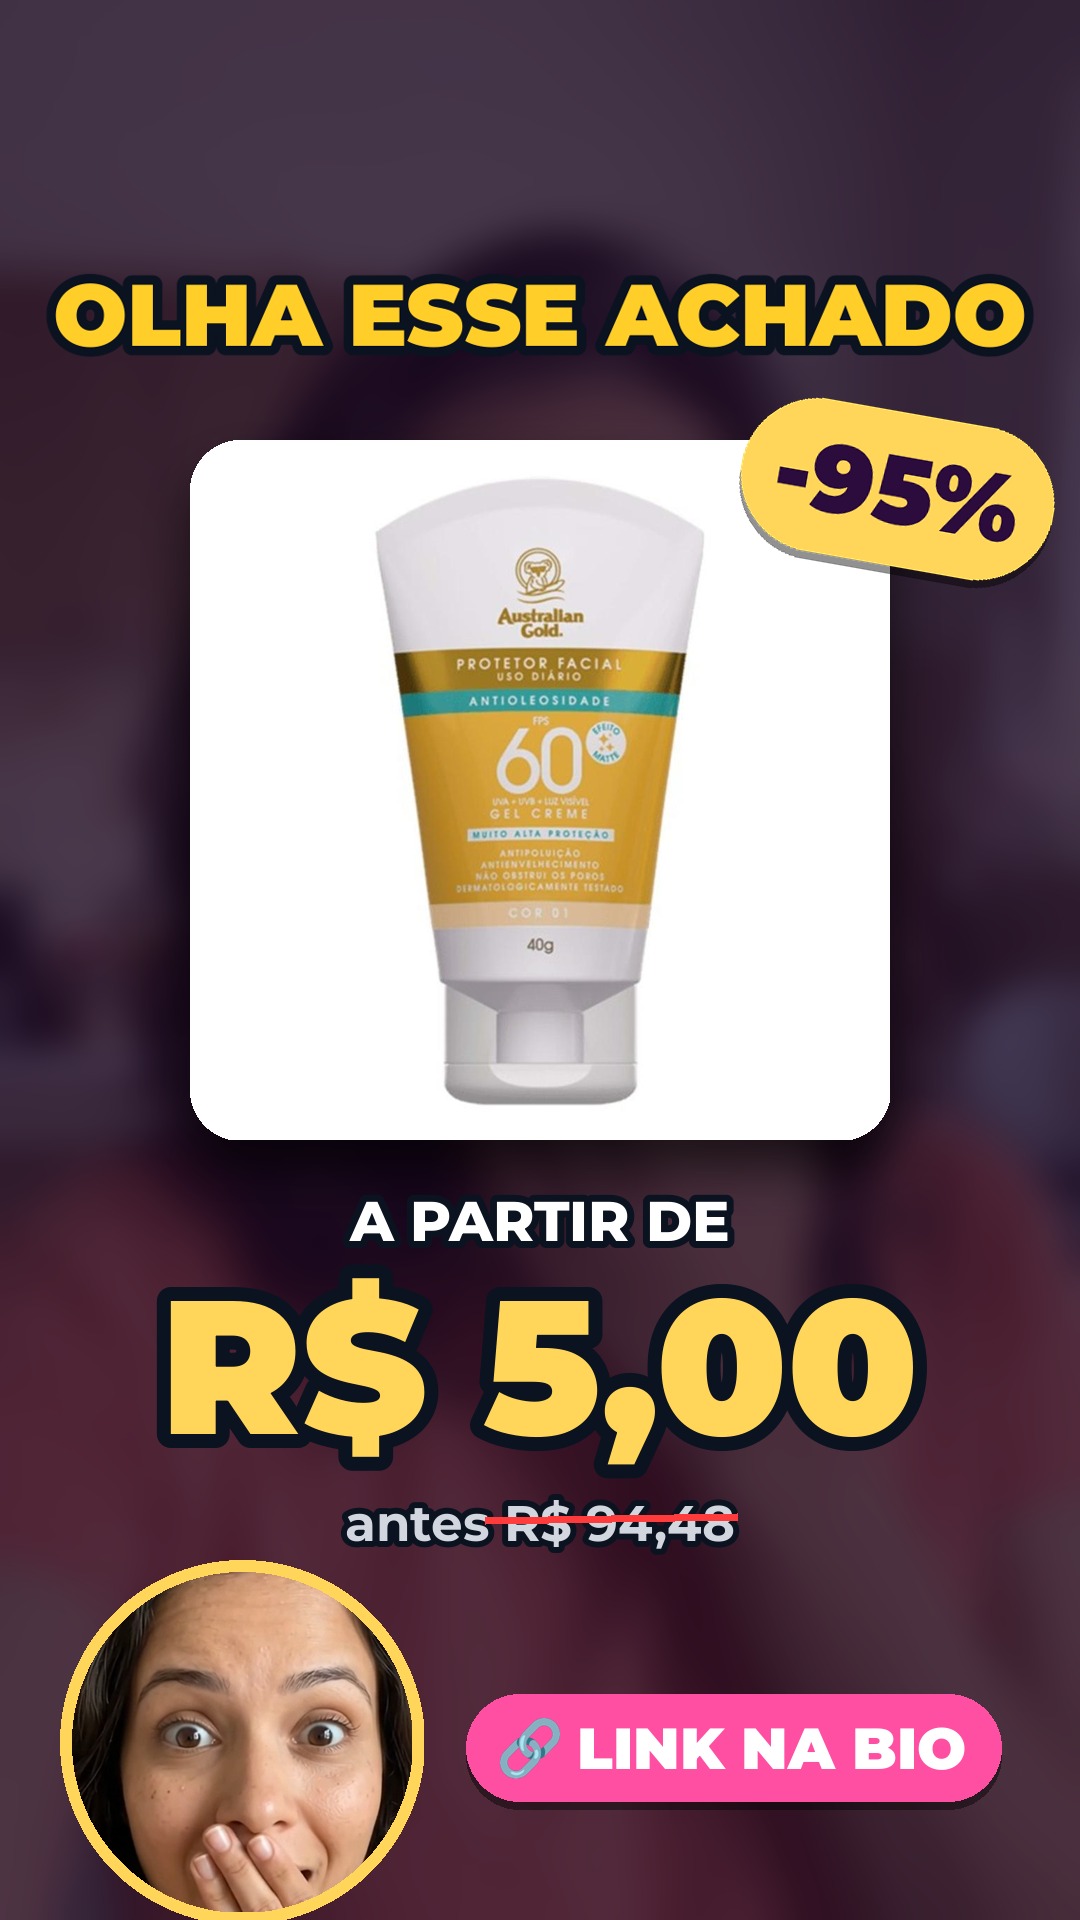 OLHA ESSE ACHADO
-95%
Australian
Gold.
PROTETOR FACIAL
USO DIÁRIO
ANTIOLEOSIDADE
FPS
60
EFEITO
MATTE
UVA + UVB + LUZ VISÍVEL
GEL CREME
MUITO ALTA PROTEÇÃO
ANTIPOLUIÇÃO
ANTIENVELHECIMENTO
NÃO OBSTRUI OS POROS
DERMATOLOGICAMENTE TESTADO
COR 01
40g
A PARTIR DE
R$ 5,00
antes R$ 94,48
🔗 LINK NA BIO